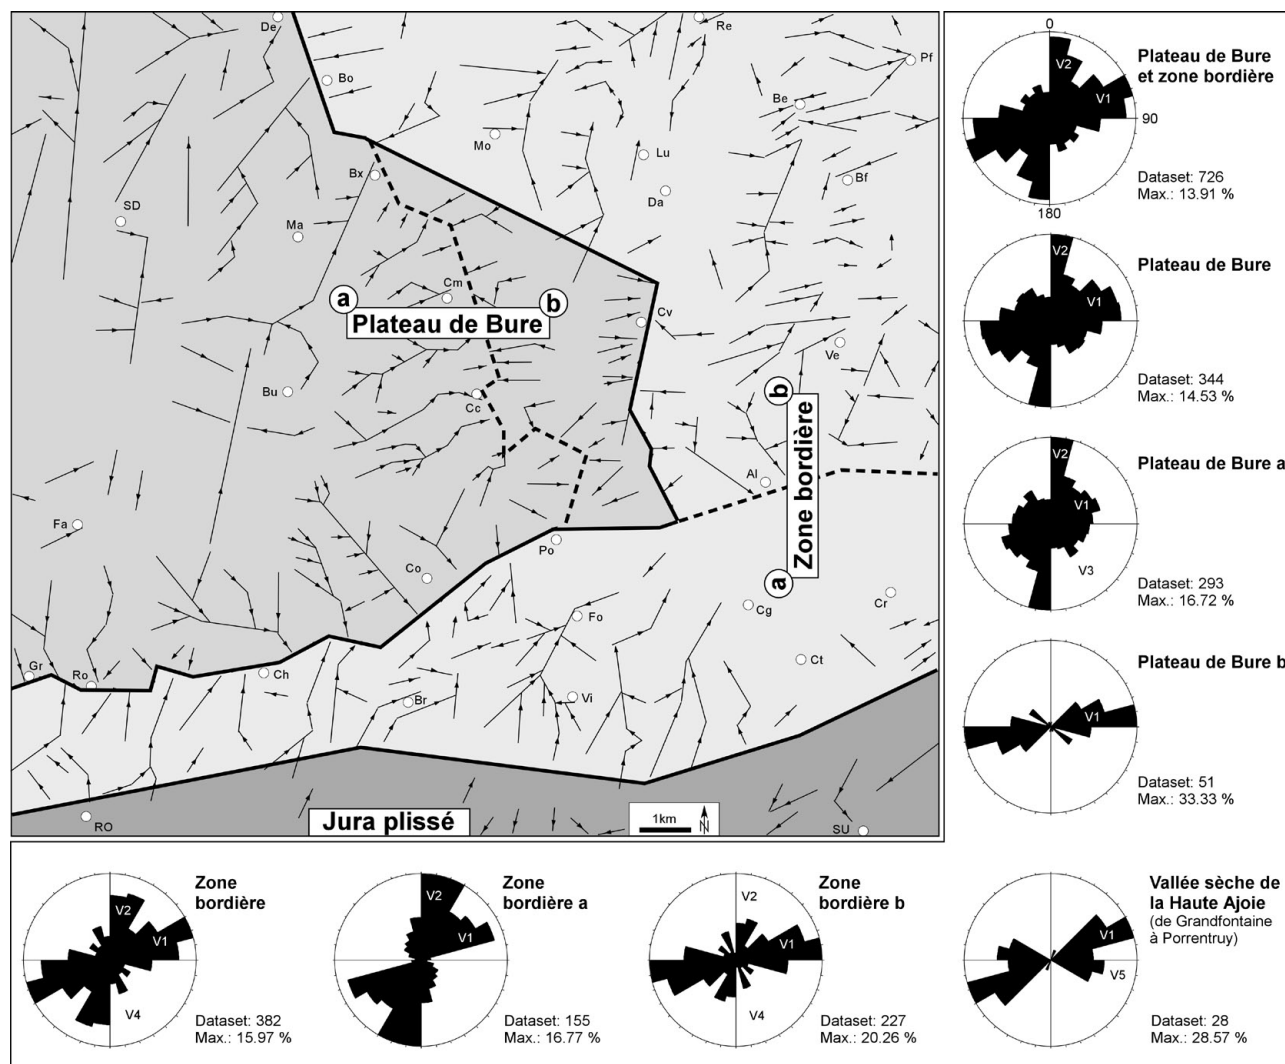 De
Re
Pf
Bo
Be
Mo
Lu
Bx
Da
Bf
SD
Ma
Cm
a
b
Plateau de Bure
Cv
Ve
Bu
Cc
b
Zone bordière
a
Al
Fa
Po
Co
Cg
Cr
Fo
Gr
Ro
Ch
Ct
Br
Vi
RO
Jura plissé
1km
N
SU
0
V2
V1
90
180
Plateau de Bure
et zone bordière
Dataset: 726
Max.: 13.91 %
V2
V1
Plateau de Bure
Dataset: 344
Max.: 14.53 %
V2
V1
V3
Plateau de Bure a
Dataset: 293
Max.: 16.72 %
V1
Plateau de Bure b
Dataset: 51
Max.: 33.33 %
V2
V1
V4
Zone
bordière
Dataset: 382
Max.: 15.97 %
V2
V1
Zone
bordière a
Dataset: 155
Max.: 16.77 %
V2
V1
V4
Zone
bordière b
Dataset: 227
Max.: 20.26 %
V1
V5
Vallée sèche de
la Haute Ajoie
(de Grandfontaine
à Porrentruy)
Dataset: 28
Max.: 28.57 %